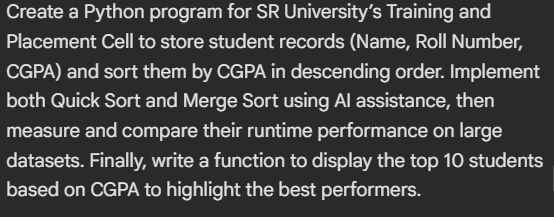 Create a Python program for SR University’s Training and
Placement Cell to store student records (Name, Roll Number,
CGPA) and sort them by CGPA in descending order. Implement
both Quick Sort and Merge Sort using AI assistance, then
measure and compare their runtime performance on large
datasets. Finally, write a function to display the top 10 students
based on CGPA to highlight the best performers.